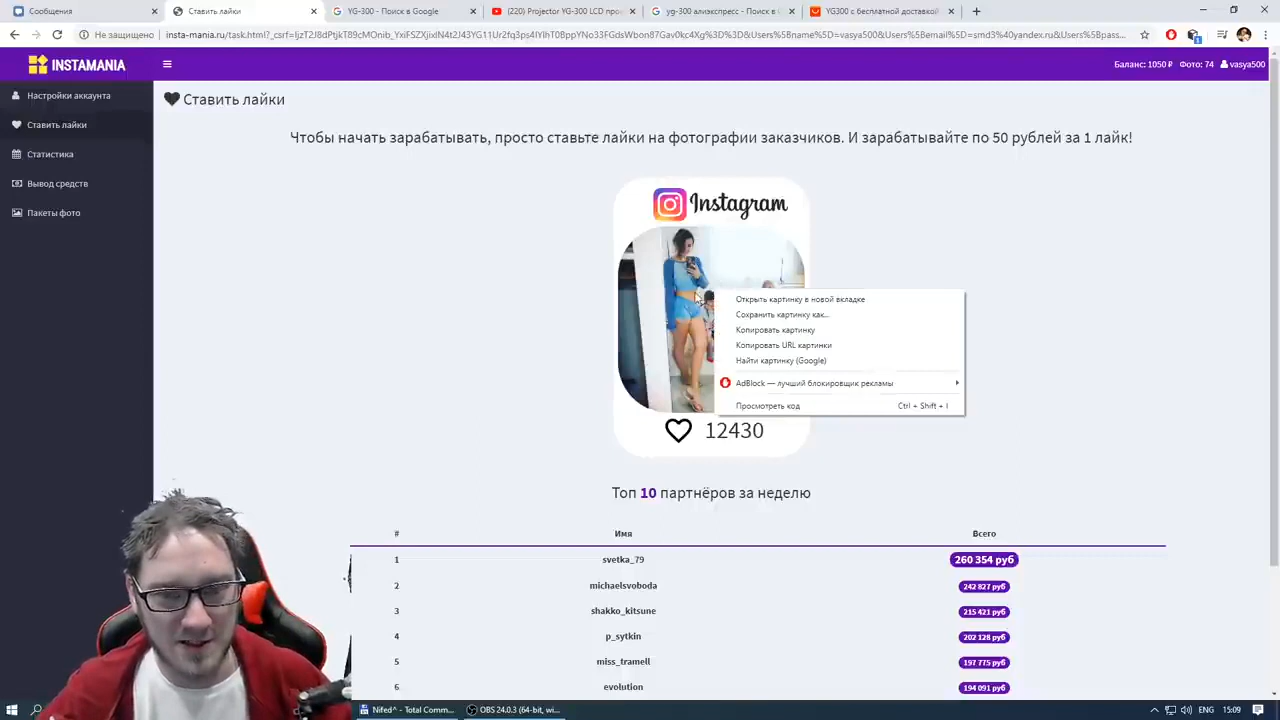 Сообщения
Ставить лайки
YG-300 - Поиск в Google
(220) Projector YG-300 LCD про
yg-300 алиэкспресс - Поиск в
YG300 с бесплатной доставкой
Не защищено
Баланс: 1050 ₽ Фото: 74 vasya500
INSTAMANIA
Настройки аккаунта
Ставить лайки
Статистика
Вывод средств
Пакеты фото
Ставить лайки
Чтобы начать зарабатывать, просто ставьте лайки на фотографии заказчиков. И зарабатывайте по 50 рублей за 1 лайк!
Instagram
Открыть картинку в новой вкладке
Сохранить картинку как...
Копировать картинку
Копировать URL картинки
Найти картинку (Google)
AdBlock — лучший блокировщик рекламы
Просмотреть код Ctrl + Shift + I
12430
Топ 10 партнёров за неделю
# Имя Всего
1 svetka_79 260 354 руб
2 michaelsvoboda 242 827 руб
3 shakko_kitsune 215 421 руб
4 p_sytkin 202 128 руб
5 miss_tramell 197 775 руб
6 evolution 194 091 руб
Nifed^ - Total Comm...
OBS 24.0.3 (64-bit, wi...
ENG 15:09